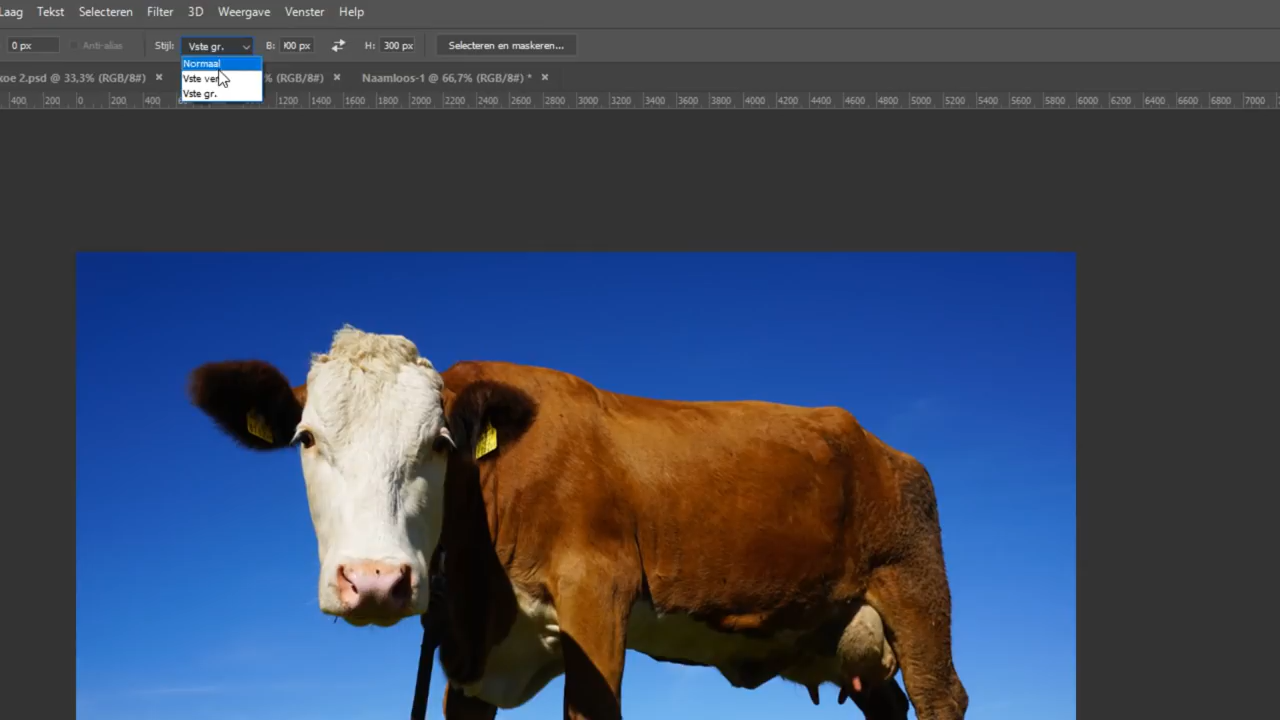 Laag Tekst Selecteren Filter 3D Weergave Venster Help
0 px Anti-alias Stijl: Vste gr. B: 00 px H: 300 px Selecteren en maskeren...
Normaal
koe 2.psd @ 33,3% (RGB/8#) × % (RGB/8#) × Naamloos-1 @ 66,7% (RGB/8#) * ×
Vste ver
Vste gr.
400 200 0 200 400 1200 1400 1600 1800 2000 2200 2400 2600 2800 3000 3200 3400 3600 3800 4000 4200 4400 4600 4800 5000 5200 5400 5600 5800 6000 6200 6400 6600 6800 7000